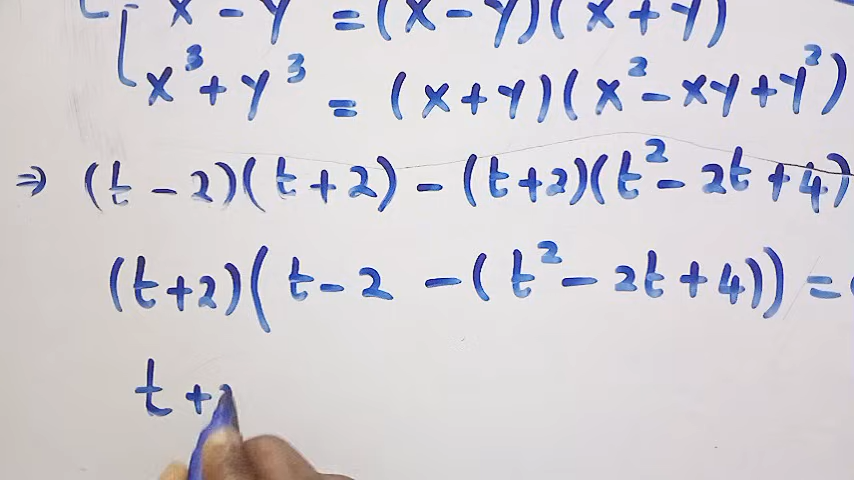 x - y = (x-y)(x+y)
x³ + y³ = (x+y)(x² - xy + y²)
⇒ (t - 2)(t + 2) - (t+2)(t² - 2t + 4)
(t+2)(t - 2 - (t² - 2t + 4)) =
t +